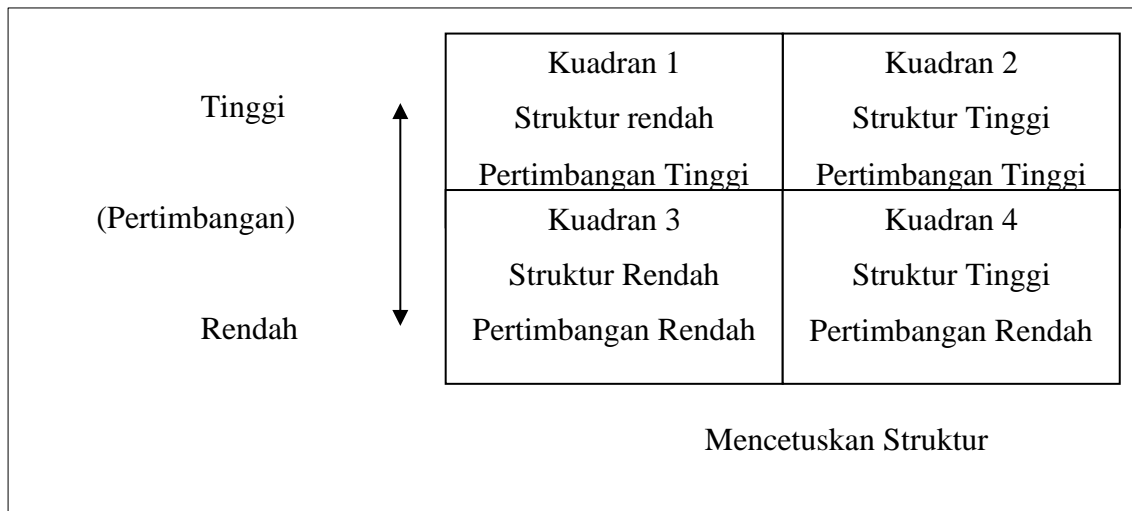 Tinggi
(Pertimbangan)
Rendah
Kuadran 1
Struktur rendah
Pertimbangan Tinggi
Kuadran 2
Struktur Tinggi
Pertimbangan Tinggi
Kuadran 3
Struktur Rendah
Pertimbangan Rendah
Kuadran 4
Struktur Tinggi
Pertimbangan Rendah
Mencetuskan Struktur